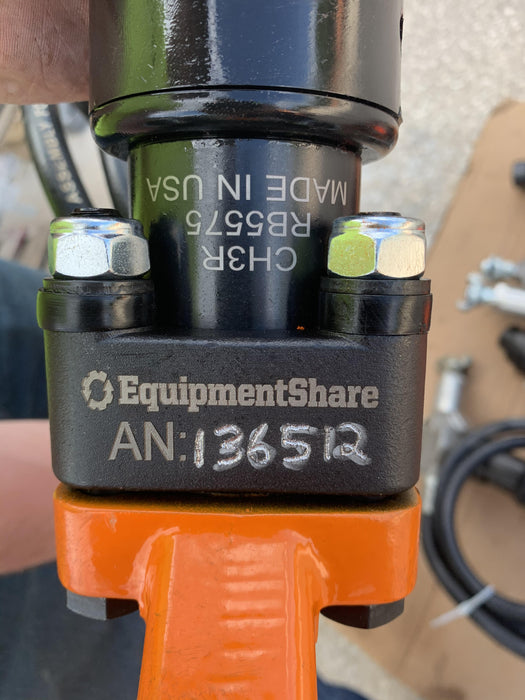 MADE IN USA
RB5575
CH3R
EquipmentShare
AN:136512